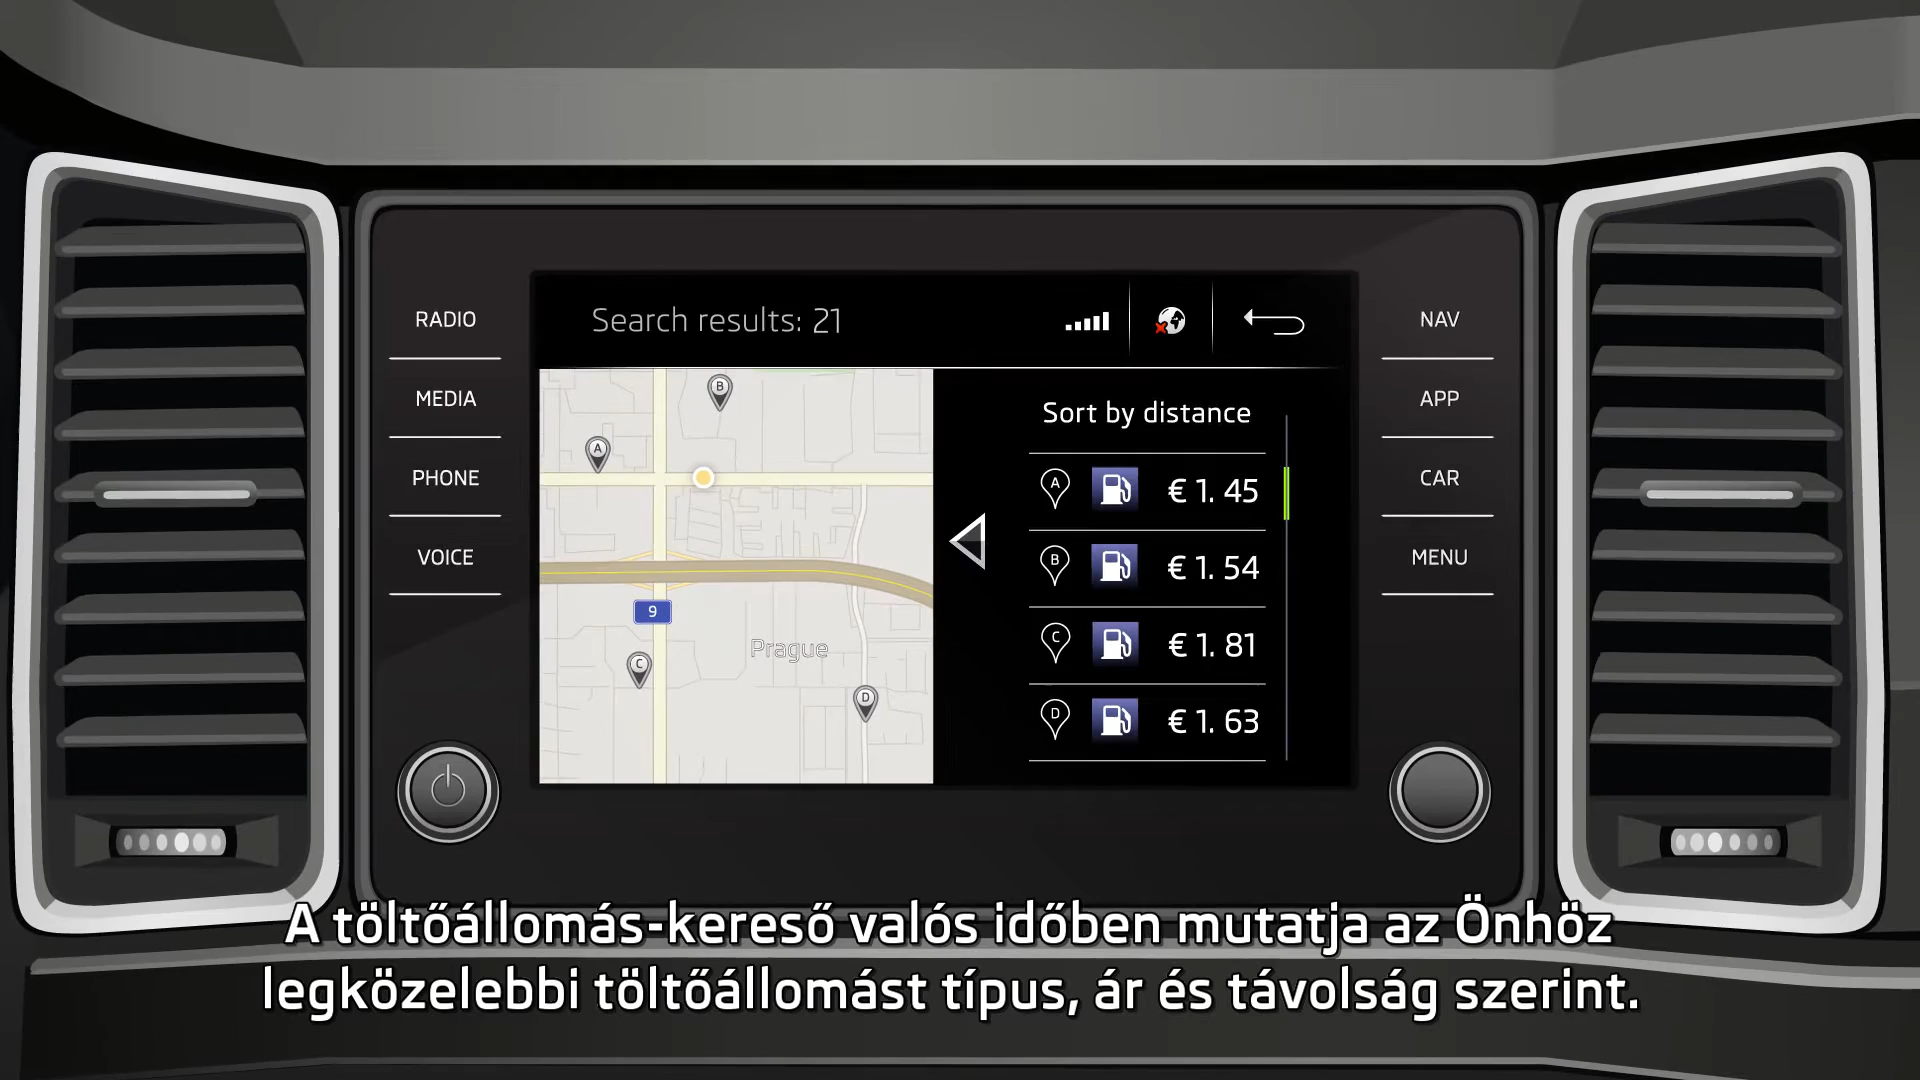 Search results: 21
RADIO
MEDIA
PHONE
VOICE
B
A
9
Prague
C
D
Sort by distance
A € 1. 45
B € 1. 54
C € 1. 81
D € 1. 63
NAV
APP
CAR
MENU
A töltőállomás-kereső valós időben mutatja az Önhöz
legközelebbi töltőállomást típus, ár és távolság szerint.